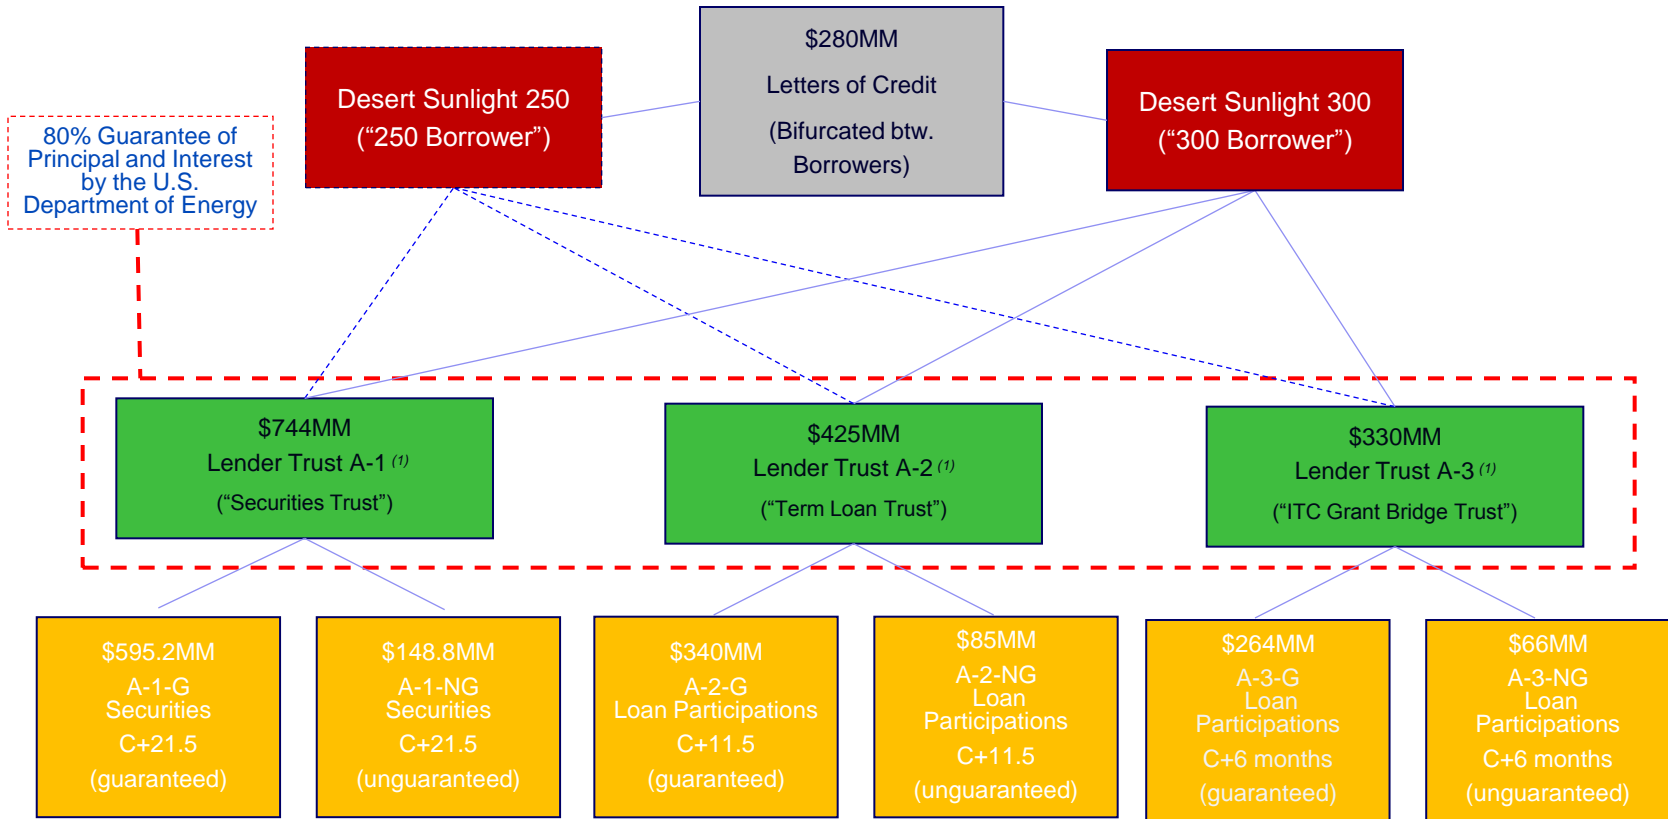 $280MM
Letters of Credit
(Bifurcated btw.
Borrowers)
Desert Sunlight 250
(“250 Borrower”)
Desert Sunlight 300
(“300 Borrower”)
80% Guarantee of
Principal and Interest
by the U.S.
Department of Energy
$744MM
Lender Trust A-1 (1)
(“Securities Trust”)
$425MM
Lender Trust A-2 (1)
(“Term Loan Trust”)
$330MM
Lender Trust A-3 (1)
(“ITC Grant Bridge Trust”)
$595.2MM
A-1-G
Securities
C+21.5
(guaranteed)
$148.8MM
A-1-NG
Securities
C+21.5
(unguaranteed)
$340MM
A-2-G
Loan Participations
C+11.5
(guaranteed)
$85MM
A-2-NG
Loan
Participations
C+11.5
(unguaranteed)
$264MM
A-3-G
Loan
Participations
C+6 months
(guaranteed)
$66MM
A-3-NG
Loan
Participations
C+6 months
(unguaranteed)